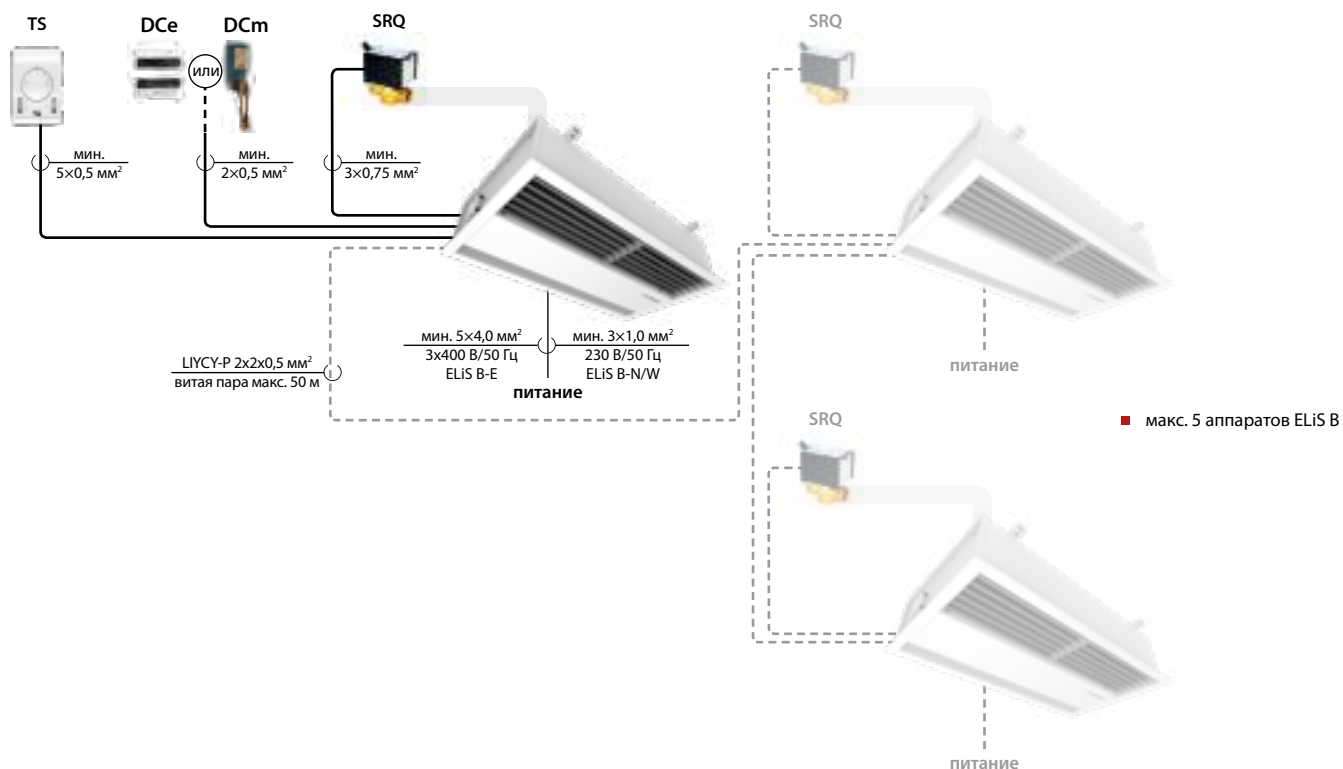 TS
DCe
DCm
SRQ
SRQ
или
мин.
5×0,5 мм²
мин.
2×0,5 мм²
мин.
3×0,75 мм²
мин. 5×4,0 мм²
3x400 В/50 Гц
ELiS B-E
мин. 3×1,0 мм²
230 В/50 Гц
ELiS B-N/W
питание
LIYCY-P 2x2x0,5 мм²
витая пара макс. 50 м
питание
SRQ
макс. 5 аппаратов ELiS B
питание